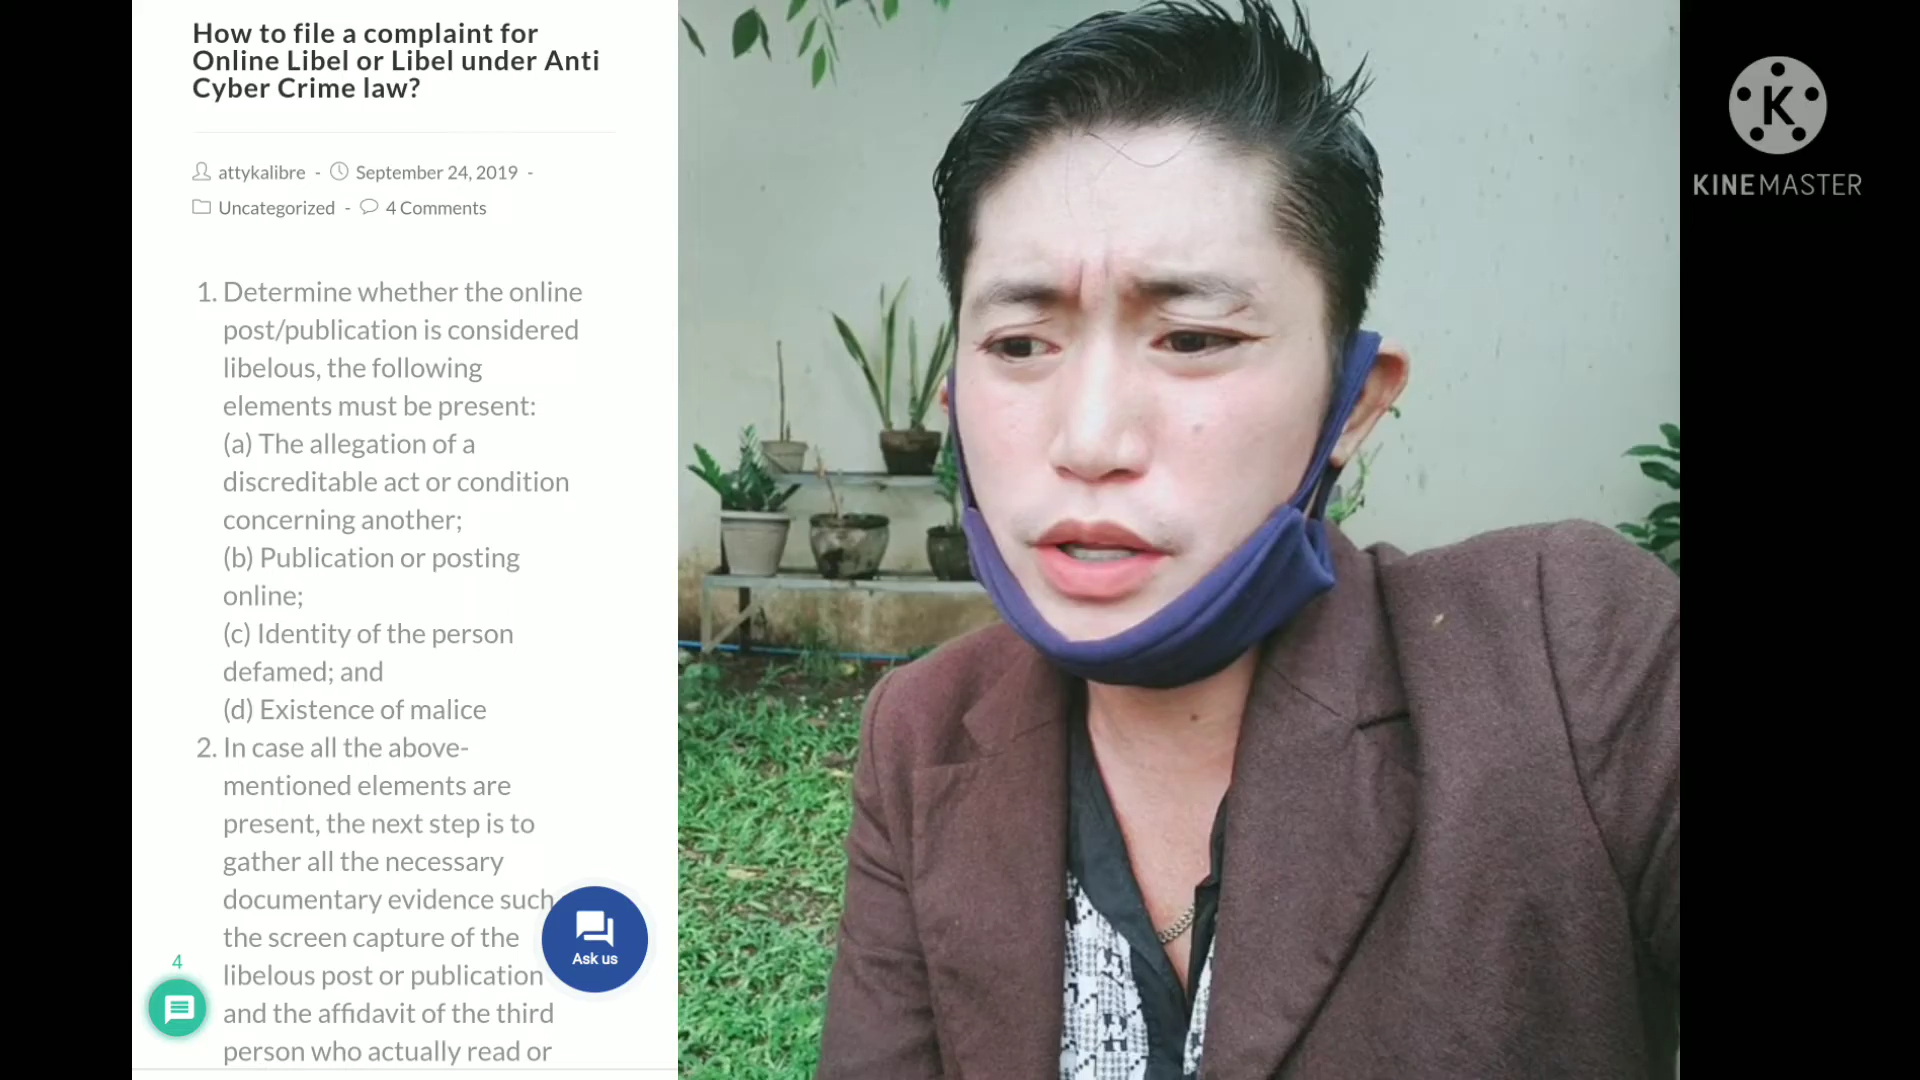 How to file a complaint for
Online Libel or Libel under Anti
Cyber Crime law?
attykalibre - September 24, 2019 -
Uncategorized - 4 Comments
1. Determine whether the online
post/publication is considered
libelous, the following
elements must be present:
(a) The allegation of a
discreditable act or condition
concerning another;
(b) Publication or posting
online;
(c) Identity of the person
defamed; and
(d) Existence of malice
2. In case all the above-
mentioned elements are
present, the next step is to
gather all the necessary
documentary evidence such
the screen capture of the
libelous post or publication
and the affidavit of the third
person who actually read or
Ask us
4
K
KINEMASTER